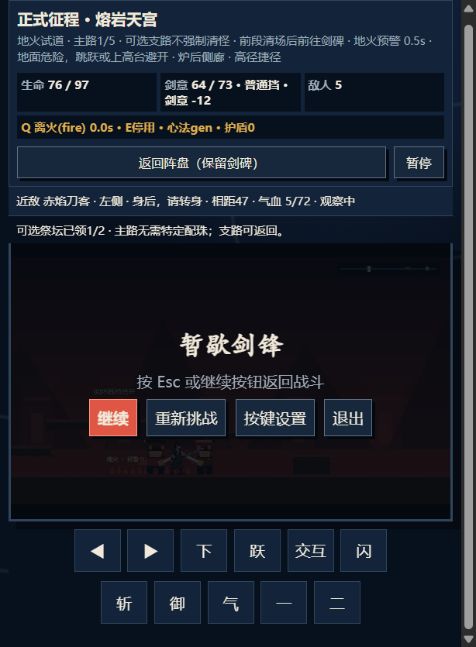 正式征程・熔岩天宫
地火试道・主路1/5・可选支路不强制清怪・前段清场后前往剑碑・地火预警 0.5s・
地面危险，跳跃或上高台避开・炉后侧廊・高径捷径
生命 76 / 97
剑意 64 / 73・普通挡・
剑意 -12
敌人 5
Q 离火(fire) 0.0s・E停用・心法gen・护盾0
返回阵盘（保留剑碑）
暂停
近敌 赤焰刀客・左侧・身后，请转身・相距47・气血 5/72・观察中
可选祭坛已领1/2・主路无需特定配珠；支路可返回。
暂歇剑锋
按 Esc 或继续按钮返回战斗
继续
重新挑战
按键设置
退出
◀
▶
下
跃
交互
闪
斩
御
气
一
二